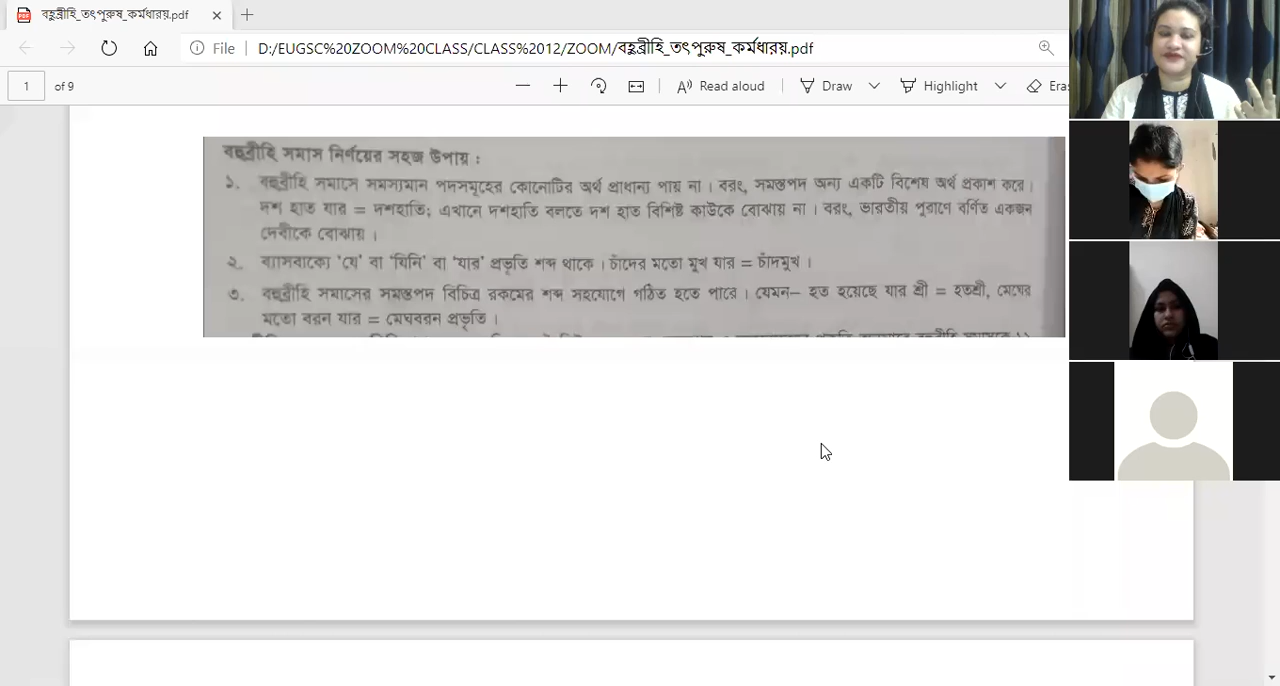 বহুব্রীহি_তৎপুরুষ_কর্মধারয়.pdf
File
D:/EUGSC%20ZOOM%20CLASS/CLASS%2012/ZOOM/বহুব্রীহি_তৎপুরুষ_কর্মধারয়.pdf
1 of 9
Read aloud
Draw
Highlight
Eras
বহুব্রীহি সমাস নির্ণয়ের সহজ উপায় :
১. বহুব্রীহি সমাসে সমস্যমান পদসমূহের কোনোটির অর্থ প্রাধান্য পায় না। বরং, সমস্তপদ অন্য একটি বিশেষ অর্থ প্রকাশ করে।
দশ হাত যার = দশহাতি; এখানে দশহাতি বলতে দশ হাত বিশিষ্ট কাউকে বোঝায় না। বরং, ভারতীয় পুরাণে বর্ণিত একজন
দেবীকে বোঝায়।
২. ব্যাসবাক্যে 'যে' বা 'যিনি' বা 'যার' প্রভৃতি শব্দ থাকে। চাঁদের মতো মুখ যার = চাঁদমুখ।
৩. বহুব্রীহি সমাসের সমস্তপদ বিচিত্র রকমের শব্দ সহযোগে গঠিত হতে পারে। যেমন– হত হয়েছে যার শ্রী = হতশ্রী, মেঘের
মতো বরন যার = মেঘবরন প্রভৃতি।